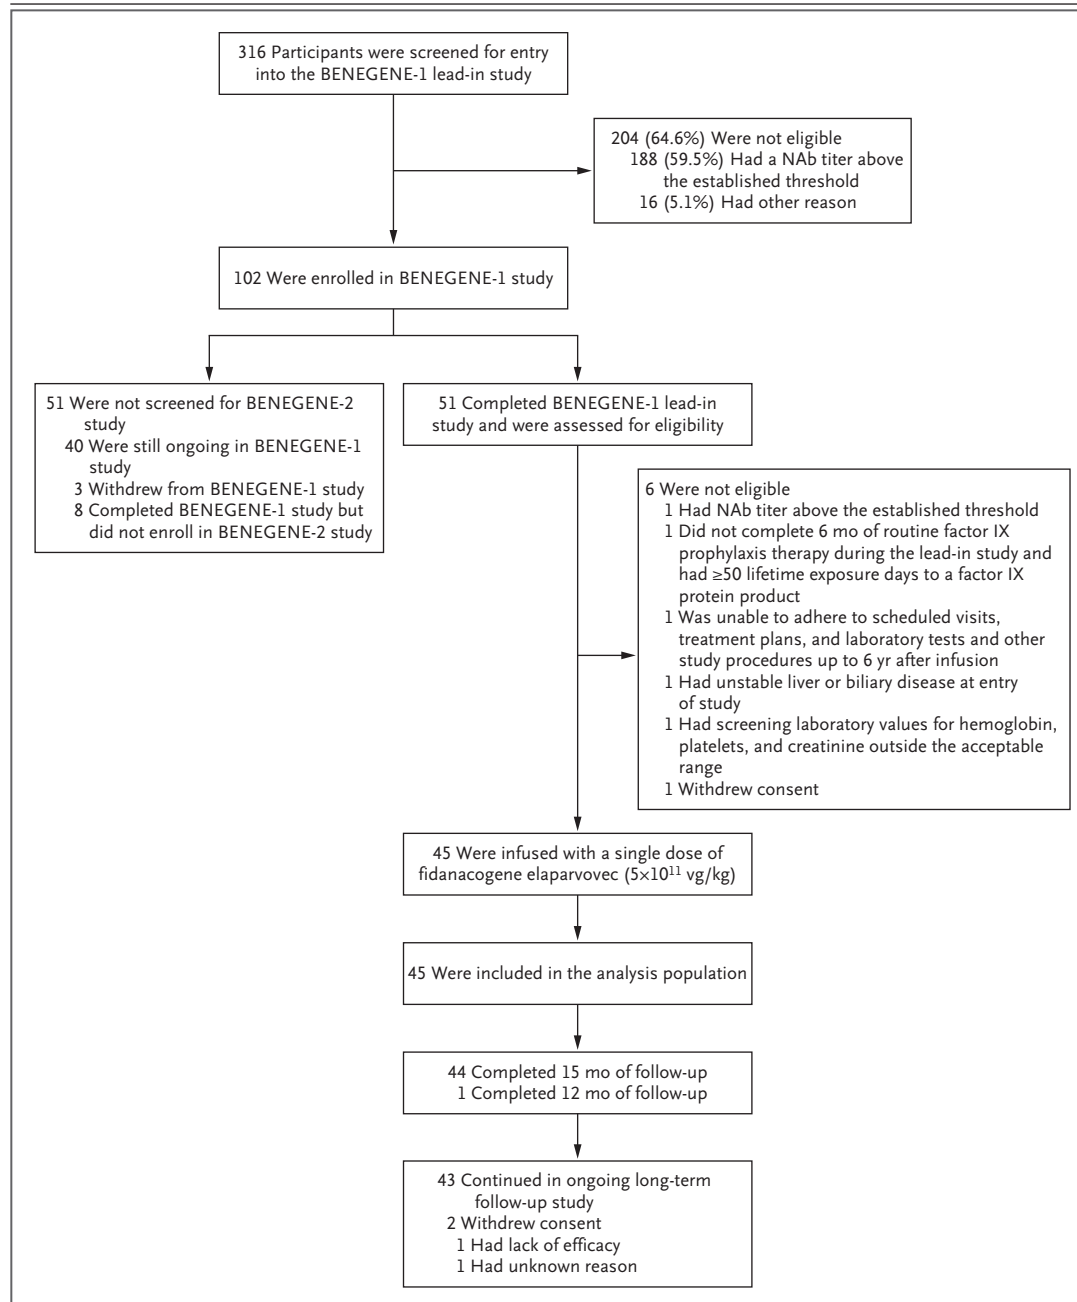 316 Participants were screened for entry
into the BENEGENE-1 lead-in study
204 (64.6%) Were not eligible
188 (59.5%) Had a NAb titer above
the established threshold
16 (5.1%) Had other reason
102 Were enrolled in BENEGENE-1 study
51 Were not screened for BENEGENE-2
study
40 Were still ongoing in BENEGENE-1
study
3 Withdrew from BENEGENE-1 study
8 Completed BENEGENE-1 study but
did not enroll in BENEGENE-2 study
51 Completed BENEGENE-1 lead-in
study and were assessed for eligibility
6 Were not eligible
1 Had NAb titer above the established threshold
1 Did not complete 6 mo of routine factor IX
prophylaxis therapy during the lead-in study and
had ≥50 lifetime exposure days to a factor IX
protein product
1 Was unable to adhere to scheduled visits,
treatment plans, and laboratory tests and other
study procedures up to 6 yr after infusion
1 Had unstable liver or biliary disease at entry
of study
1 Had screening laboratory values for hemoglobin,
platelets, and creatinine outside the acceptable
range
1 Withdrew consent
45 Were infused with a single dose of
fidanacogene elaparvovec (5×10¹¹ vg/kg)
45 Were included in the analysis population
44 Completed 15 mo of follow-up
1 Completed 12 mo of follow-up
43 Continued in ongoing long-term
follow-up study
2 Withdrew consent
1 Had lack of efficacy
1 Had unknown reason